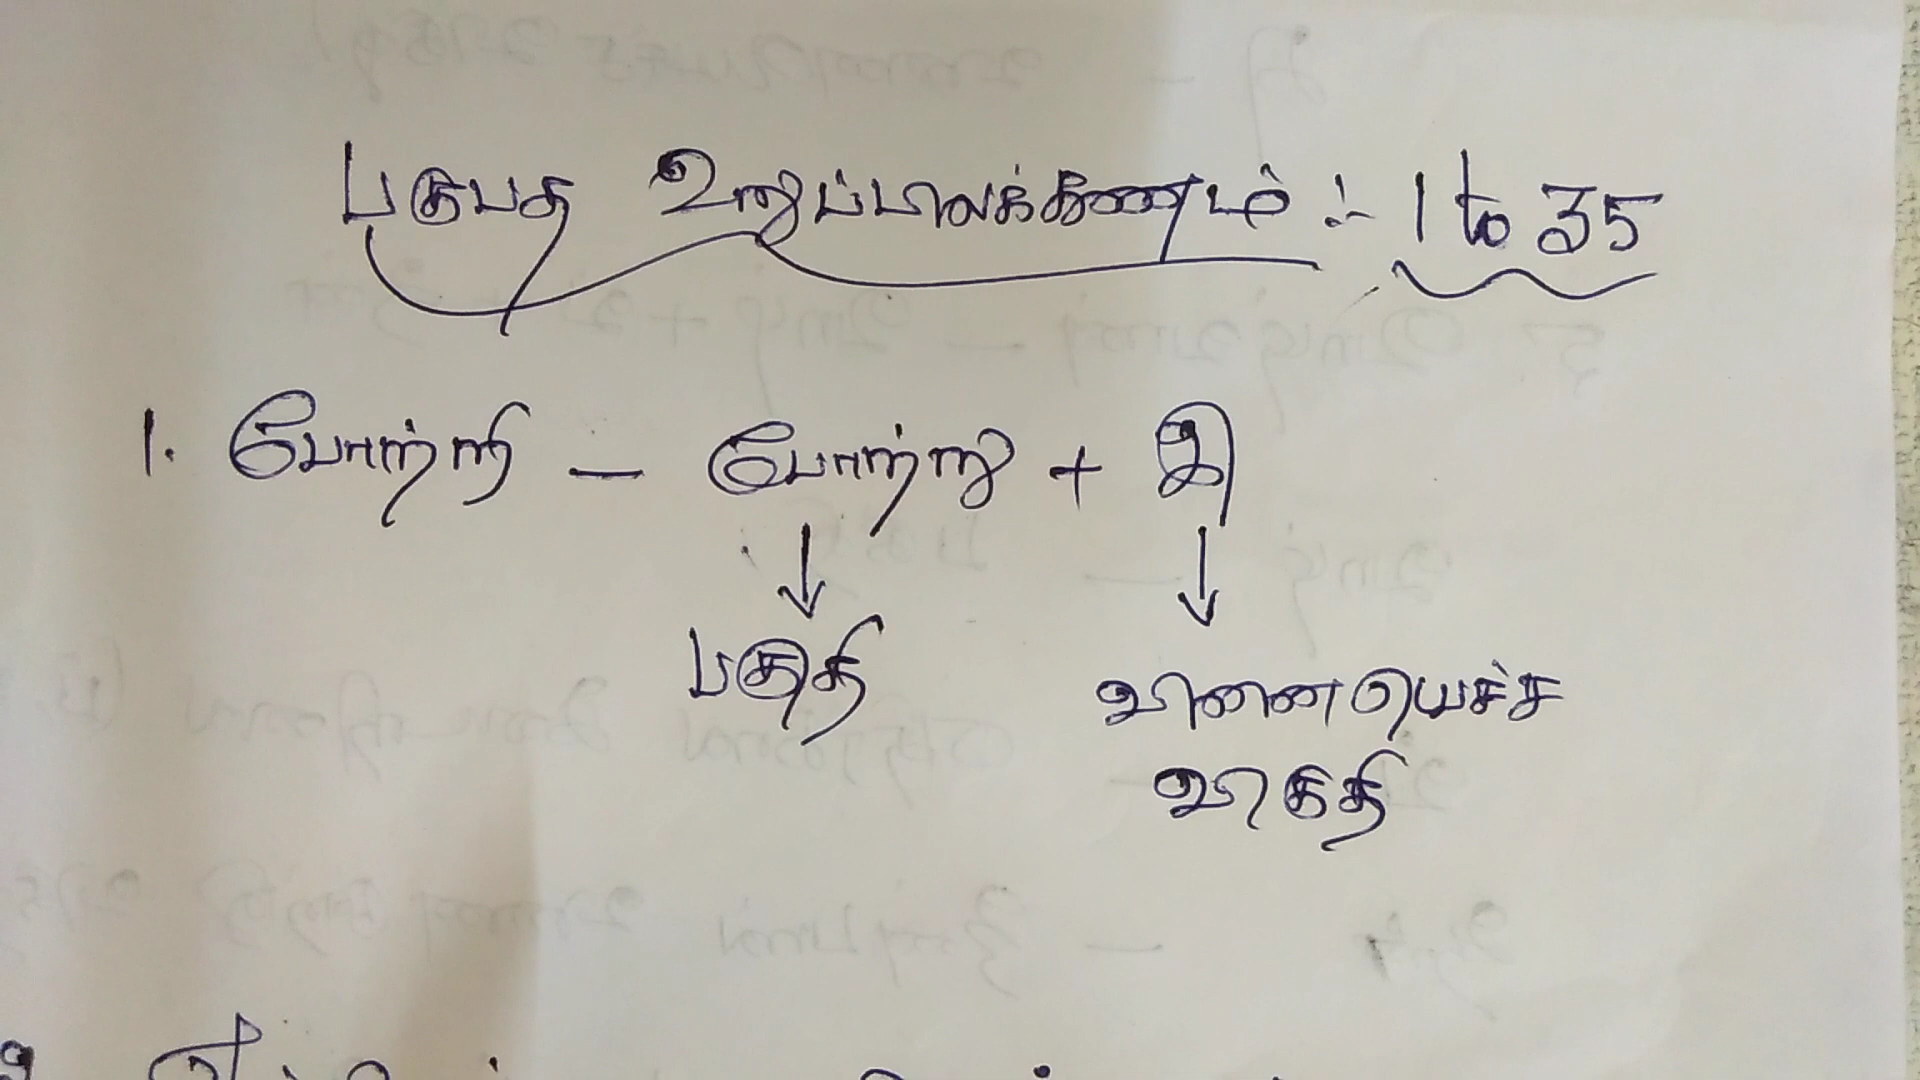 பகுபத உறுப்பிலக்கணம் :- 1 to 35
1. போற்றி – போற்று + இ
பகுதி
வினையெச்ச
விகுதி